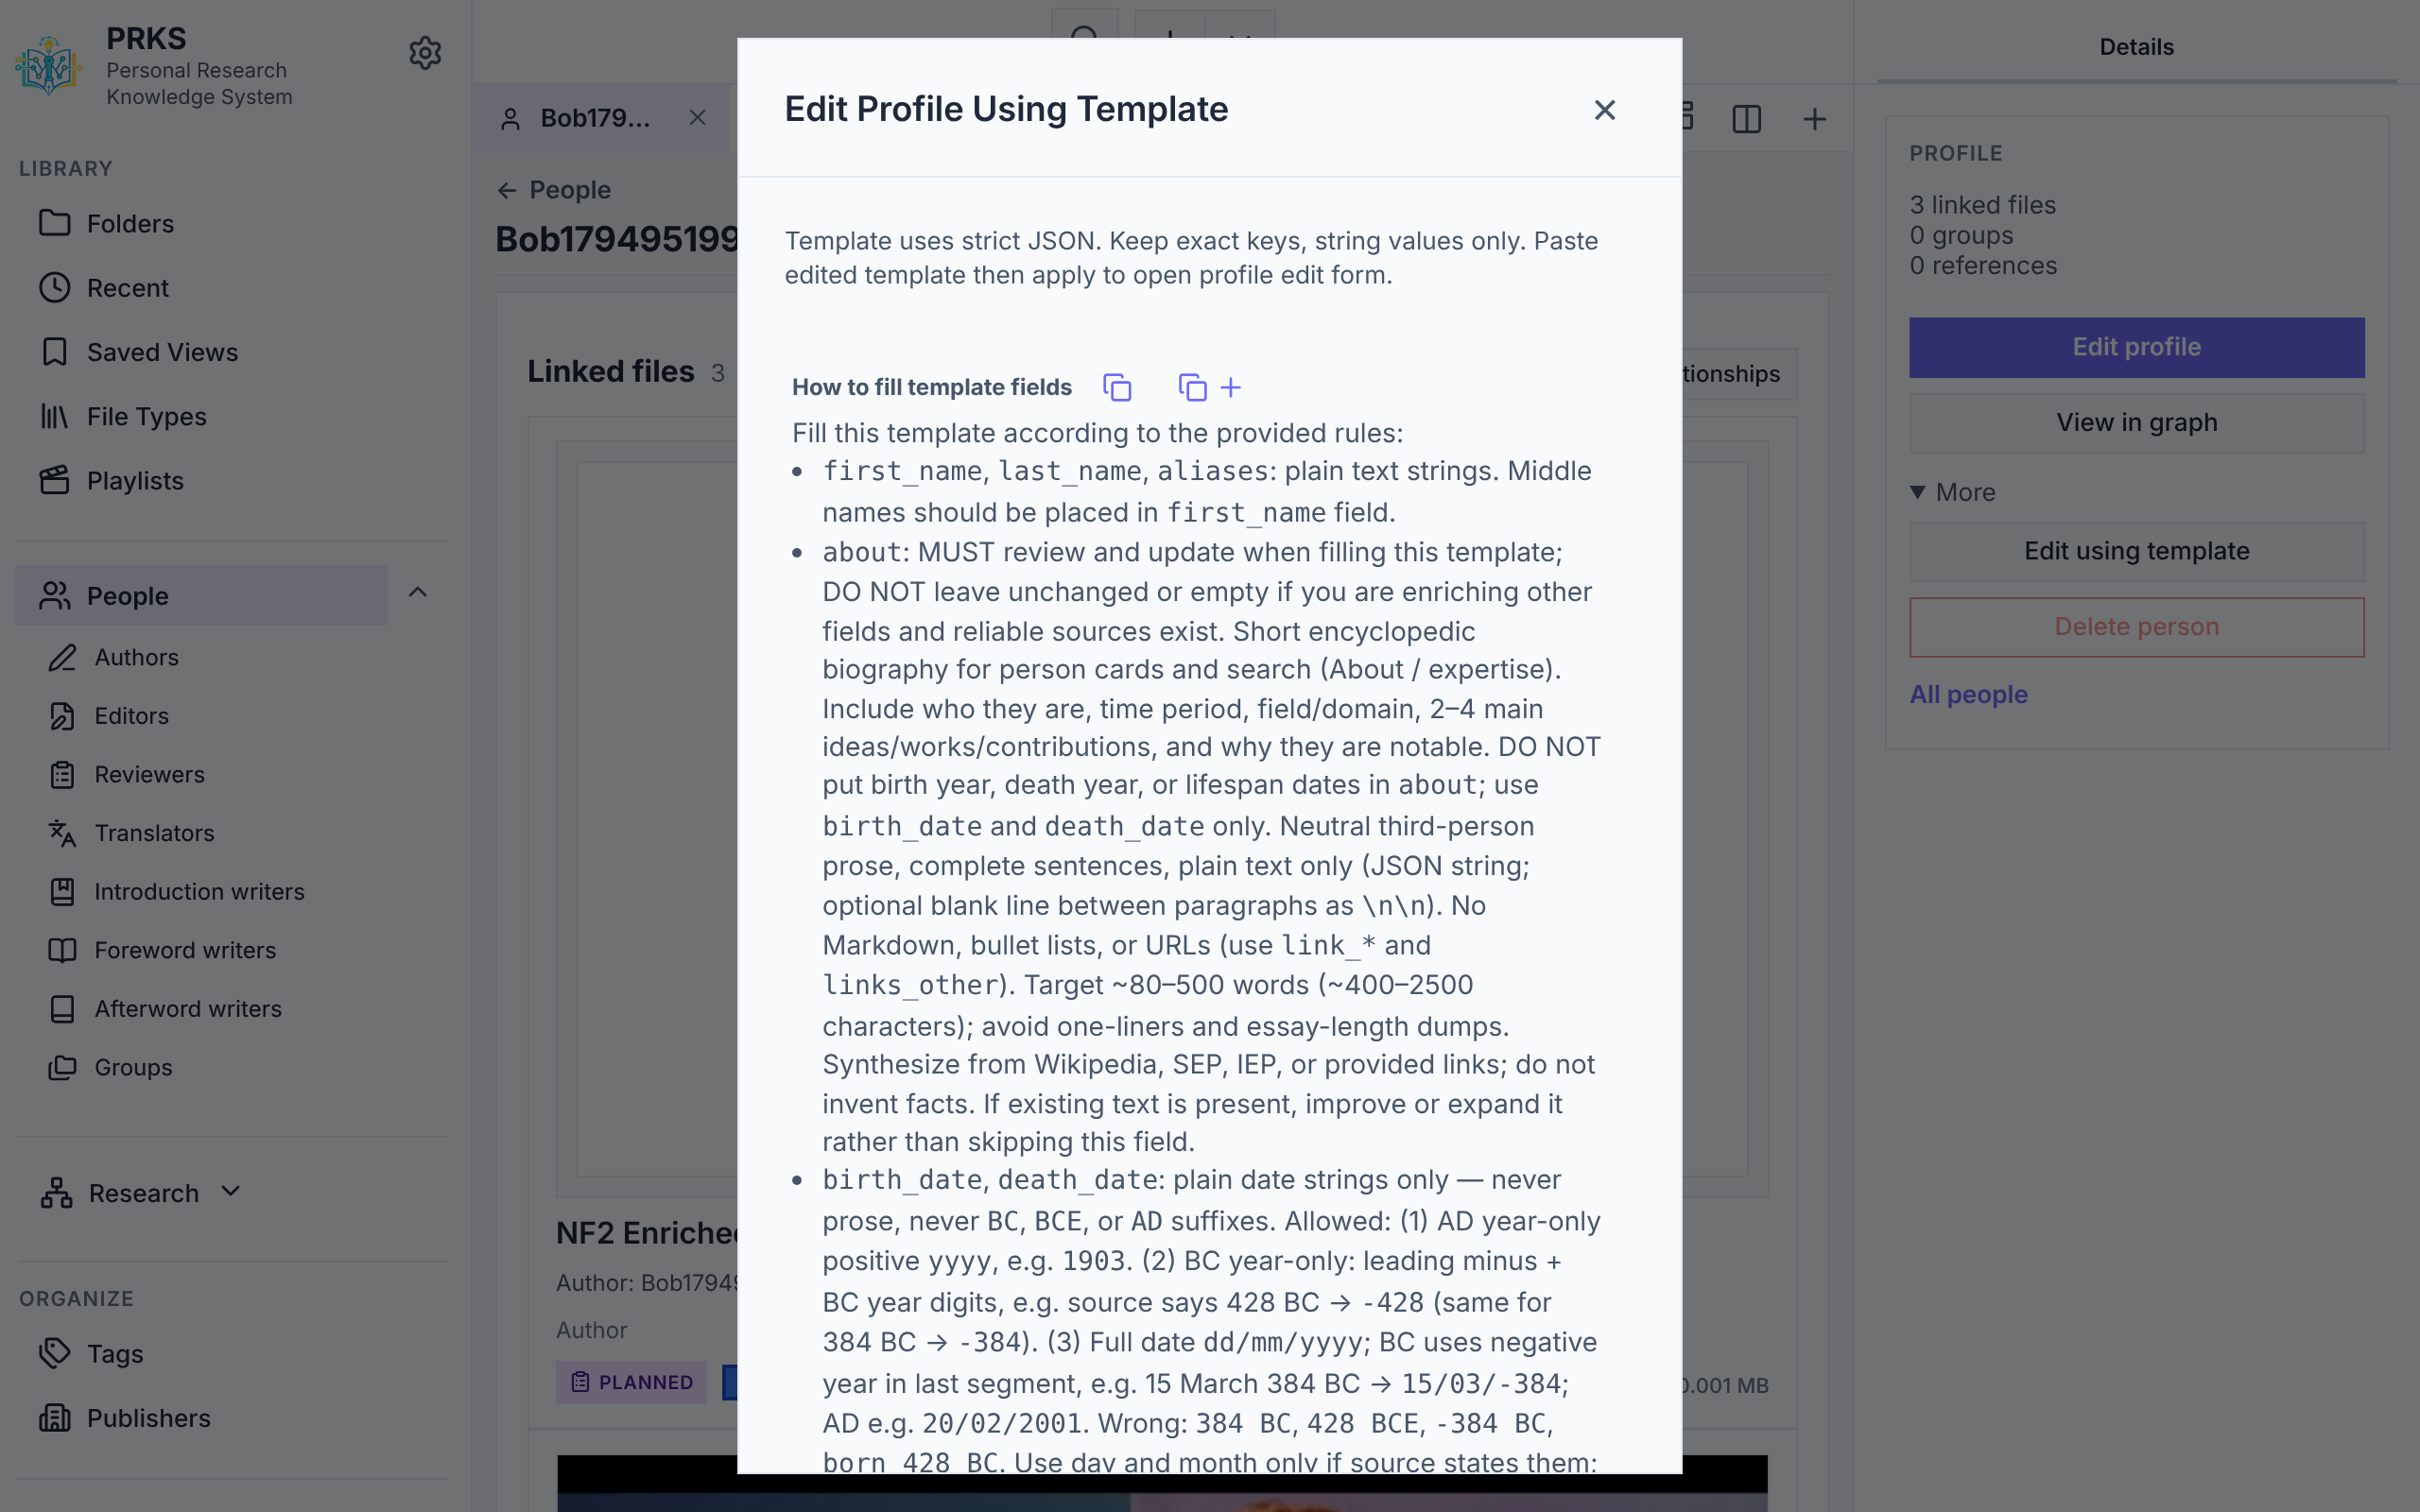 PRKS
Personal Research
Knowledge System
LIBRARY
Folders
Recent
Saved Views
File Types
Playlists
People
Authors
Editors
Reviewers
Translators
Introduction writers
Foreword writers
Afterword writers
Groups
Research
ORGANIZE
Tags
Publishers
Bob179...
People
Bob179495199
Linked files 3
tionships
NF2 Enriched
Author: Bob17949
Author
PLANNED
0.001 MB
Edit Profile Using Template
Template uses strict JSON. Keep exact keys, string values only. Paste
edited template then apply to open profile edit form.
How to fill template fields
Fill this template according to the provided rules:
• first_name, last_name, aliases: plain text strings. Middle
names should be placed in first_name field.
• about: MUST review and update when filling this template;
DO NOT leave unchanged or empty if you are enriching other
fields and reliable sources exist. Short encyclopedic
biography for person cards and search (About / expertise).
Include who they are, time period, field/domain, 2–4 main
ideas/works/contributions, and why they are notable. DO NOT
put birth year, death year, or lifespan dates in about; use
birth_date and death_date only. Neutral third-person
prose, complete sentences, plain text only (JSON string;
optional blank line between paragraphs as \n\n). No
Markdown, bullet lists, or URLs (use link_* and
links_other). Target ~80–500 words (~400–2500
characters); avoid one-liners and essay-length dumps.
Synthesize from Wikipedia, SEP, IEP, or provided links; do not
invent facts. If existing text is present, improve or expand it
rather than skipping this field.
• birth_date, death_date: plain date strings only — never
prose, never BC, BCE, or AD suffixes. Allowed: (1) AD year-only
positive yyyy, e.g. 1903. (2) BC year-only: leading minus +
BC year digits, e.g. source says 428 BC → -428 (same for
384 BC → -384). (3) Full date dd/mm/yyyy; BC uses negative
year in last segment, e.g. 15 March 384 BC → 15/03/-384;
AD e.g. 20/02/2001. Wrong: 384 BC, 428 BCE, -384 BC,
born 428 BC. Use day and month only if source states them:
Details
PROFILE
3 linked files
0 groups
0 references
Edit profile
View in graph
▼ More
Edit using template
Delete person
All people